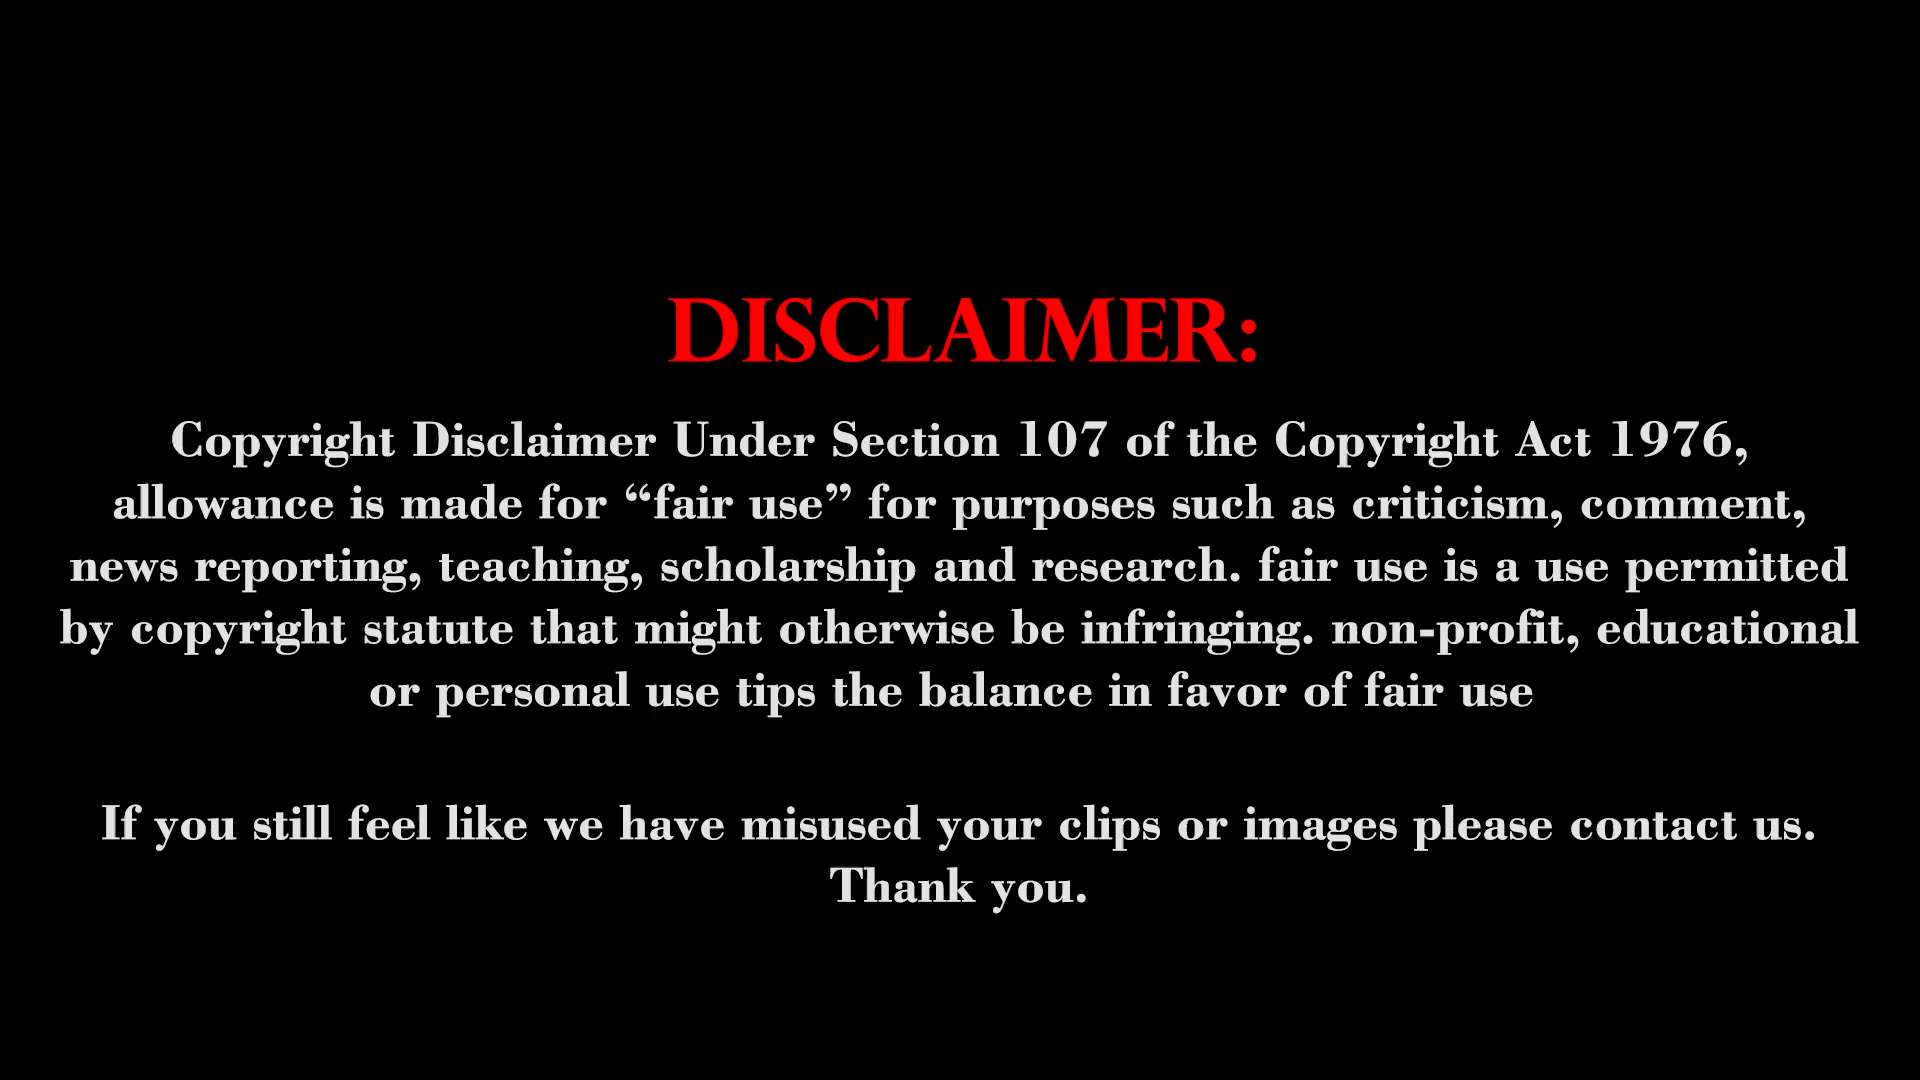 DISCLAIMER:
Copyright Disclaimer Under Section 107 of the Copyright Act 1976,
allowance is made for “fair use” for purposes such as criticism, comment,
news reporting, teaching, scholarship and research. fair use is a use permitted
by copyright statute that might otherwise be infringing. non-profit, educational
or personal use tips the balance in favor of fair use
If you still feel like we have misused your clips or images please contact us.
Thank you.